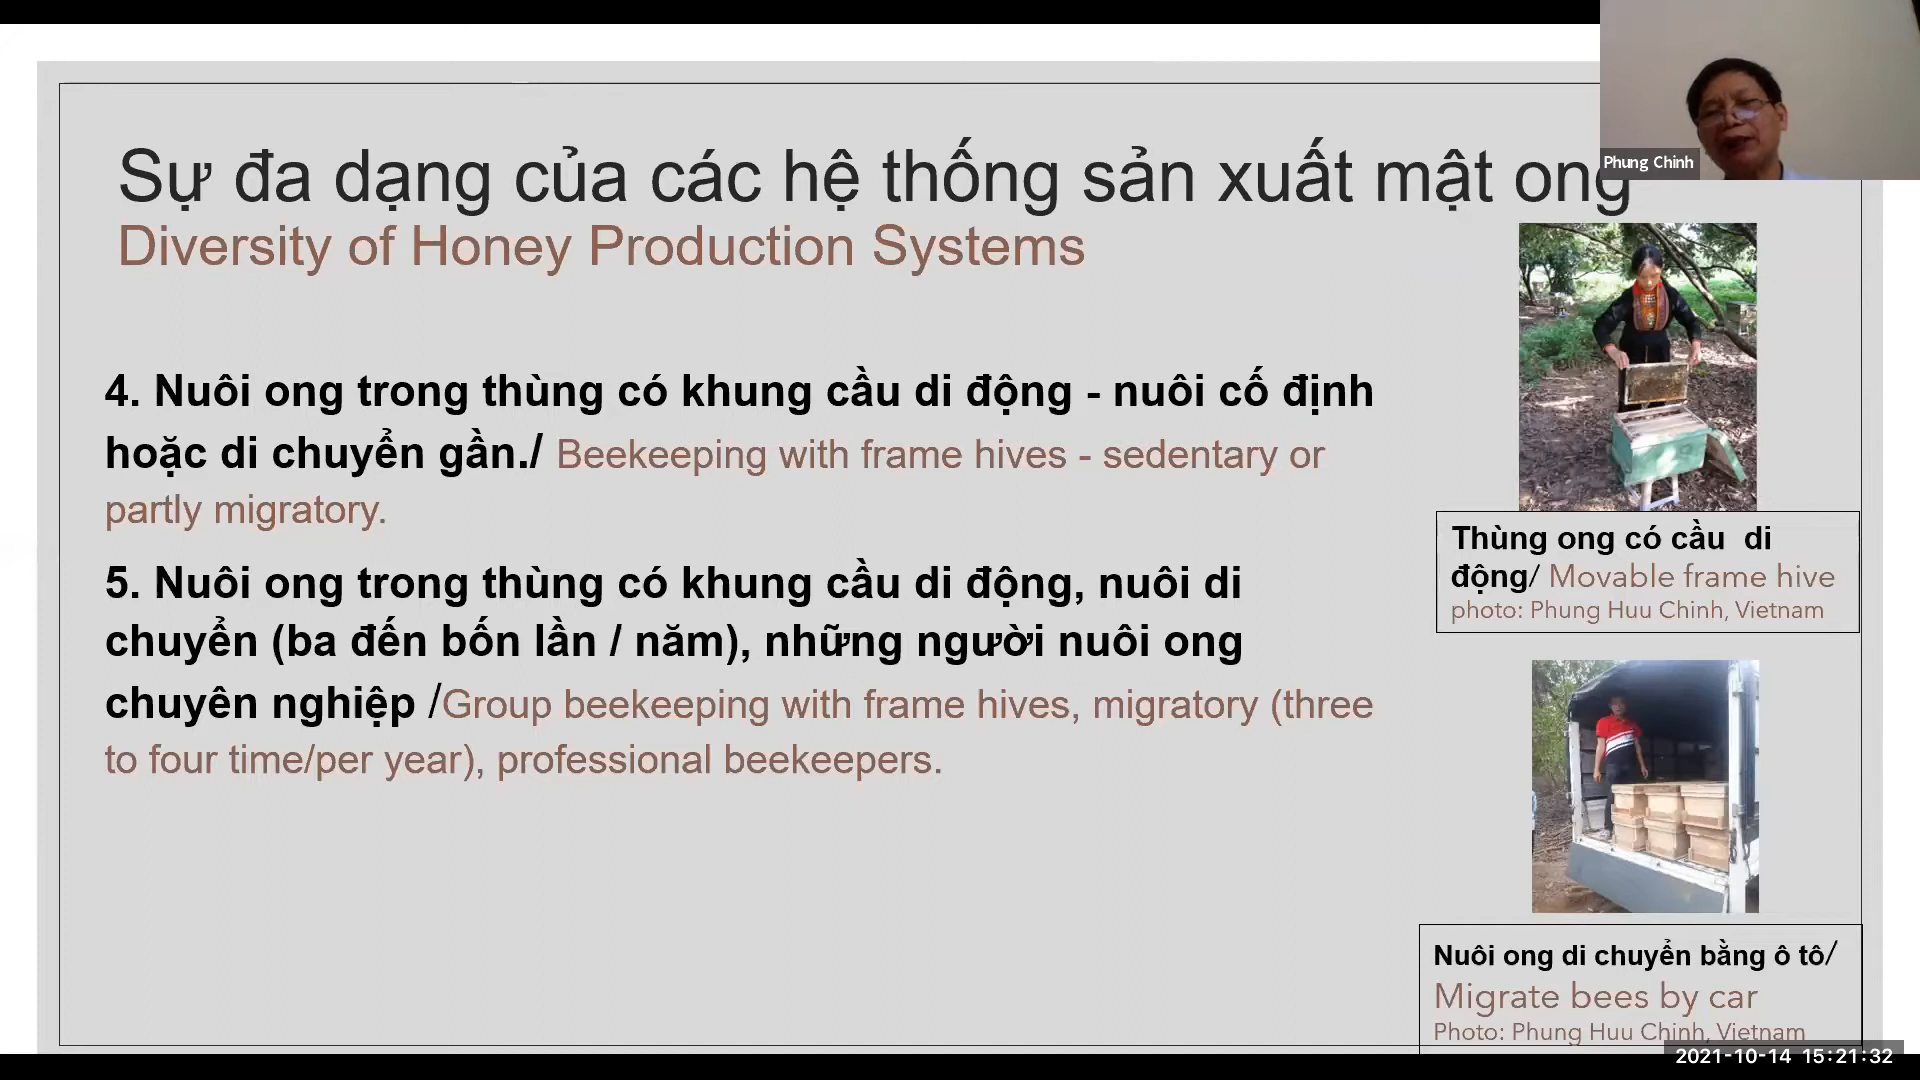 Phung Chinh
Sự đa dạng của các hệ thống sản xuất mật ong
Diversity of Honey Production Systems
4. Nuôi ong trong thùng có khung cầu di động - nuôi cố định
hoặc di chuyển gần./ Beekeeping with frame hives - sedentary or
partly migratory.
5. Nuôi ong trong thùng có khung cầu di động, nuôi di
chuyển (ba đến bốn lần / năm), những người nuôi ong
chuyên nghiệp /Group beekeeping with frame hives, migratory (three
to four time/per year), professional beekeepers.
Thùng ong có cầu di
động/ Movable frame hive
photo: Phung Huu Chinh, Vietnam
Nuôi ong di chuyển bằng ô tô/
Migrate bees by car
Photo: Phung Huu Chinh, Vietnam
2021-10-14 15:21:32